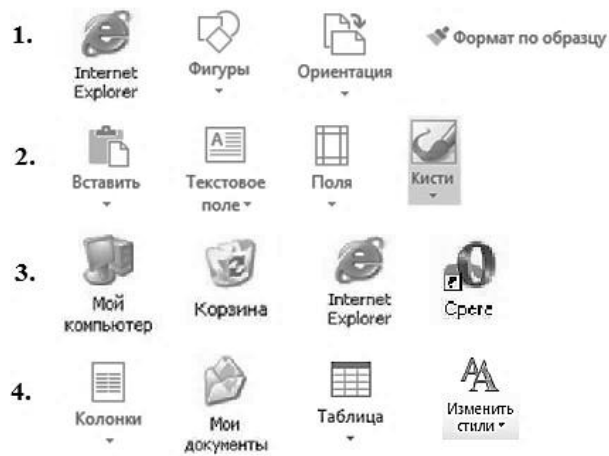 1.
Internet
Explorer
Фигуры
Ориентация
Формат по образцу
2.
Вставить
Текстовое
поле
Поля
Кисти
3.
Мой
компьютер
Корзина
Internet
Explorer
Opera
4.
Колонки
Мои
документы
Таблица
Изменить
стили